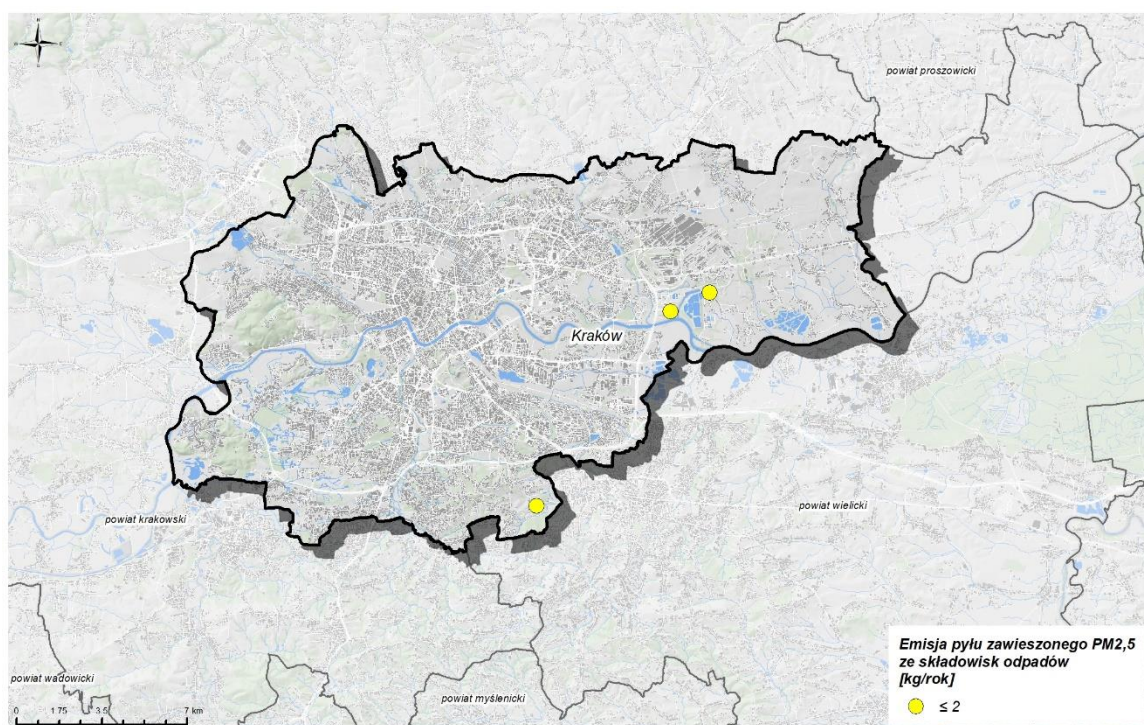 powiat proszowicki
Kraków
powiat krakowski
powiat wielicki
powiat wadowicki
powiat myślenicki
0 1.75 3.5 7 km
Emisja pyłu zawieszonego PM2,5
ze składowisk odpadów
[kg/rok]
≤ 2